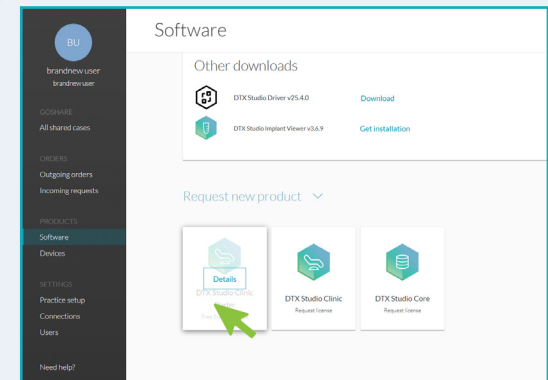 Software
BU
brandnew user
brandnew user
GOSHARE
All shared cases
ORDERS
Outgoing orders
Incoming requests
PRODUCTS
Software
Devices
SETTINGS
Practice setup
Connections
Users
Need help?
Other downloads
DTX Studio Driver v25.4.0
Download
DTX Studio Implant Viewer v3.6.9
Get installation
Request new product
Details
DTX Studio Clinic
DTX Studio Clinic
Request license
DTX Studio Core
Request license